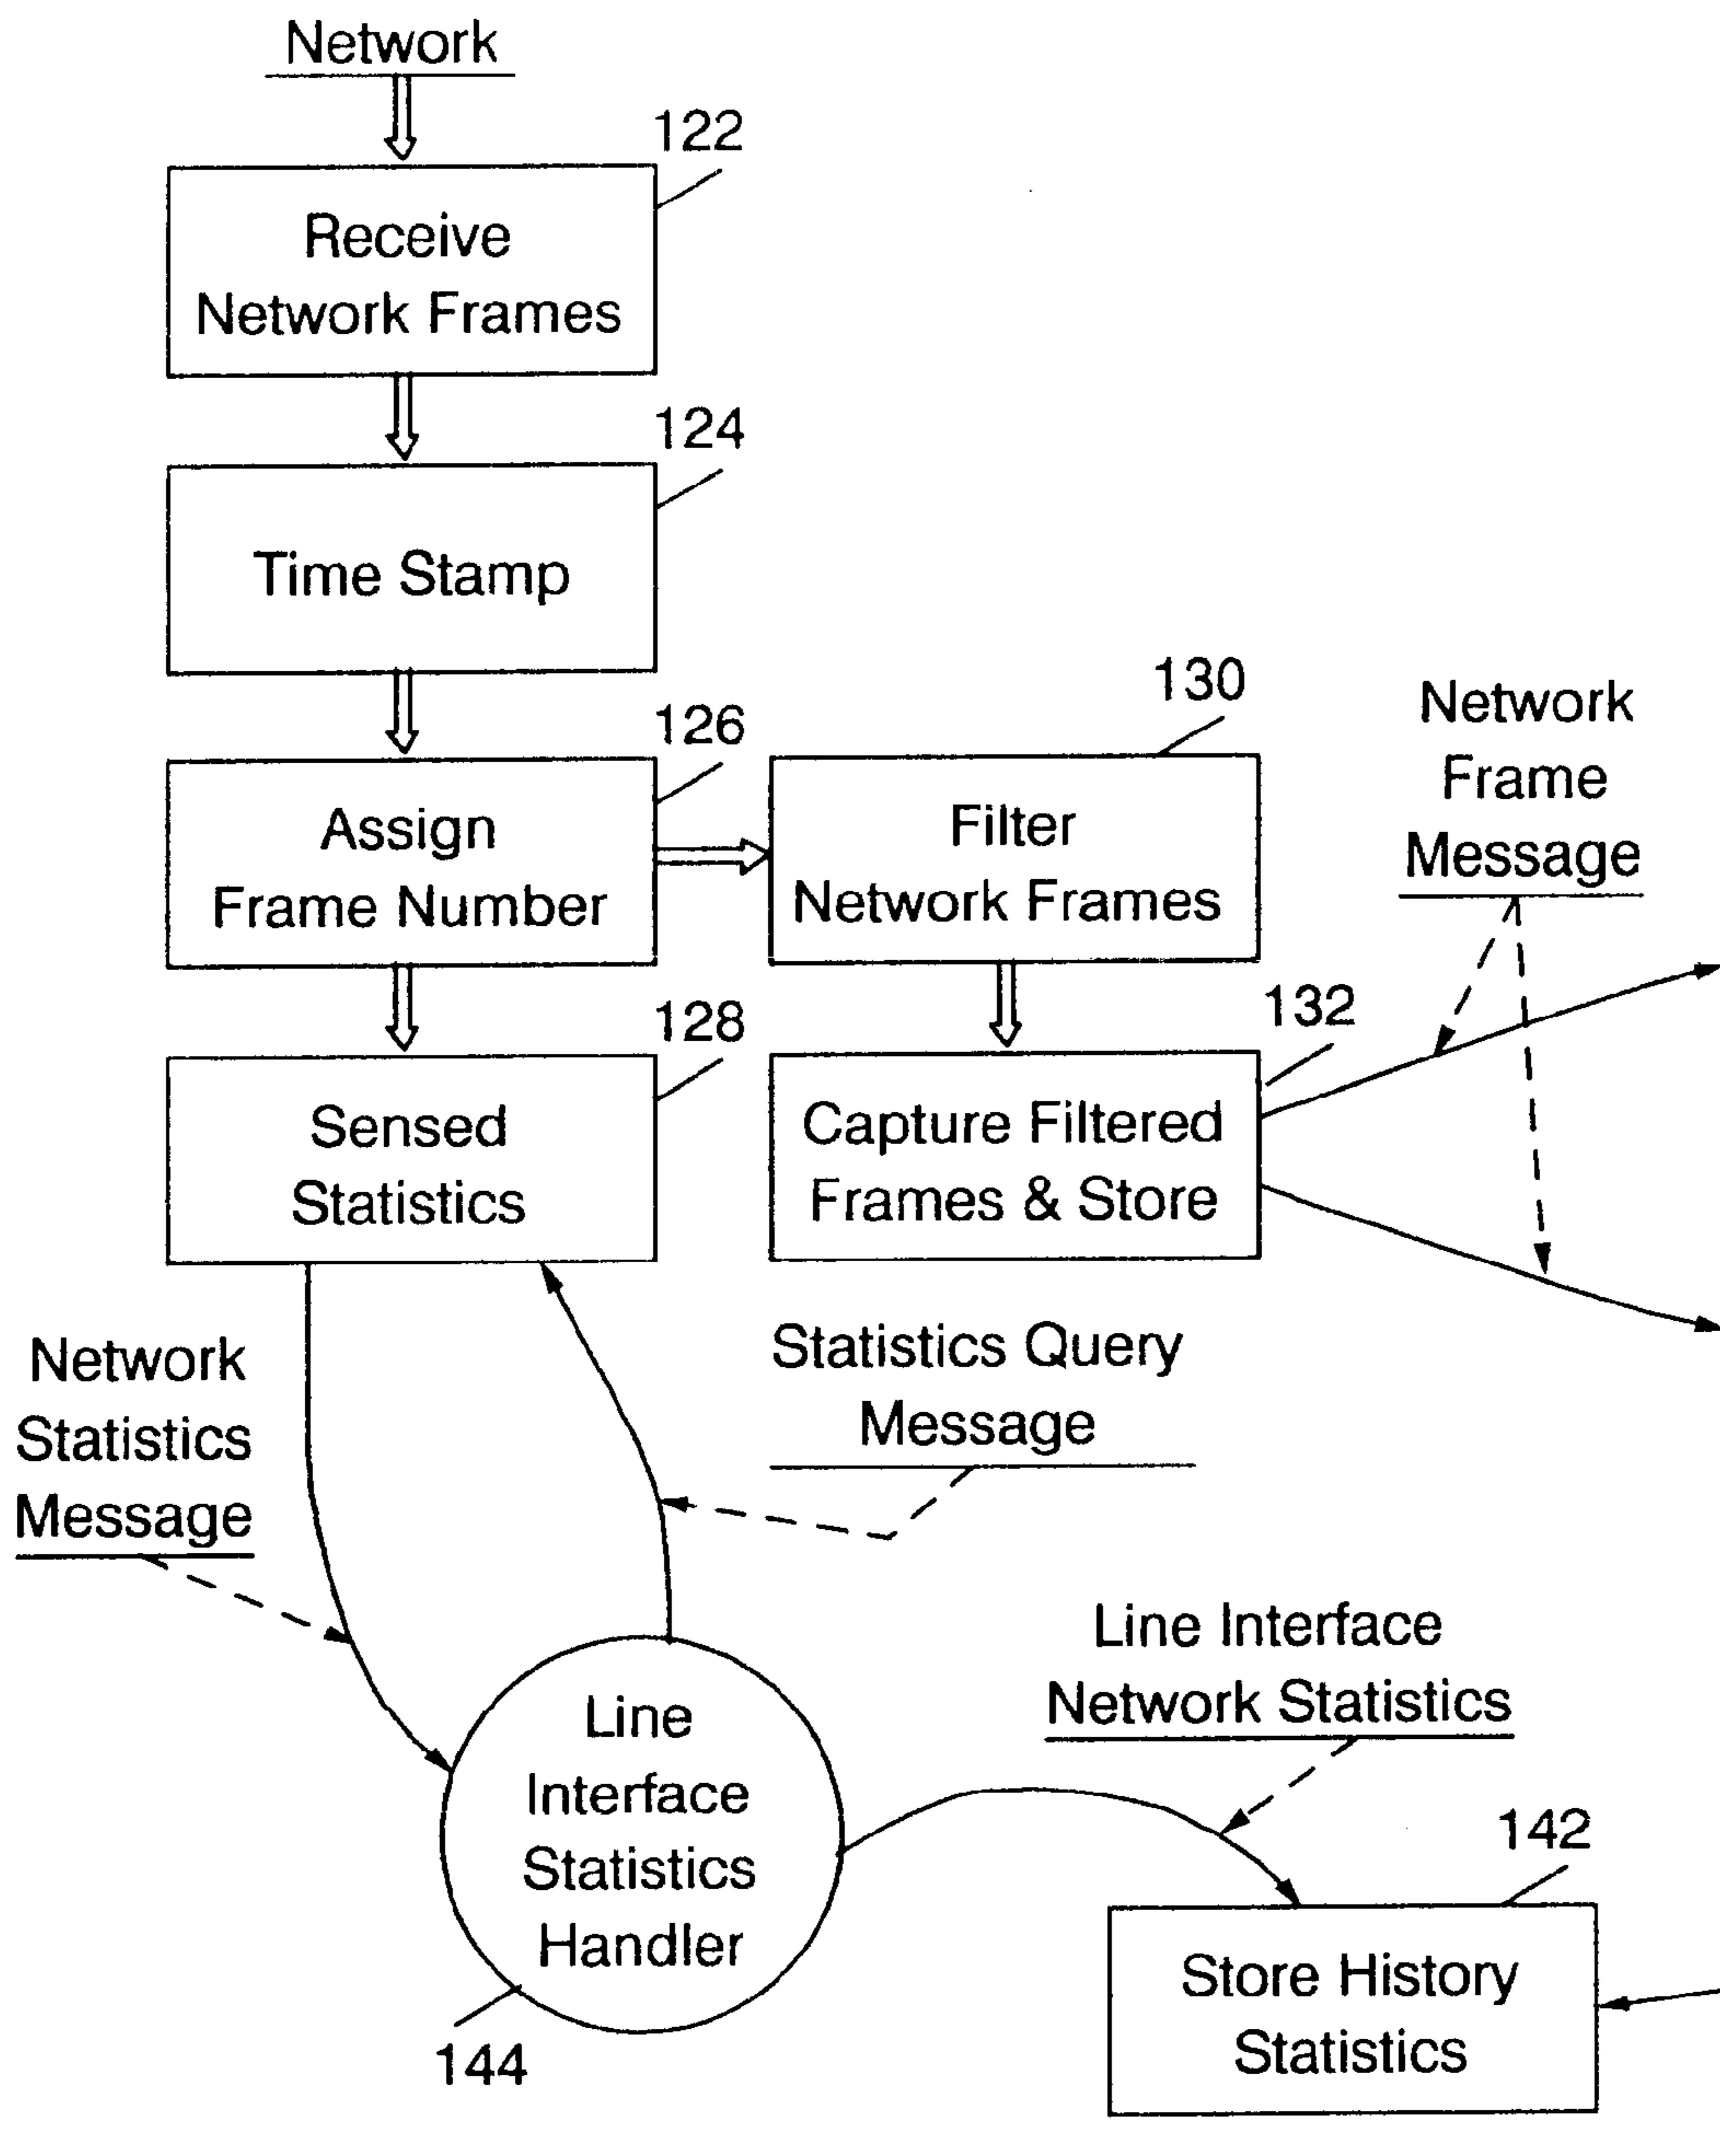 Network
122
Receive
Network Frames
124
Time Stamp
126
Assign
Frame Number
130
Filter
Network Frames
Network
Frame
Message
128
Sensed
Statistics
132
Capture Filtered
Frames & Store
Network
Statistics
Message
Statistics Query
Message
Line
Interface
Statistics
Handler
144
Line Interface
Network Statistics
142
Store History
Statistics